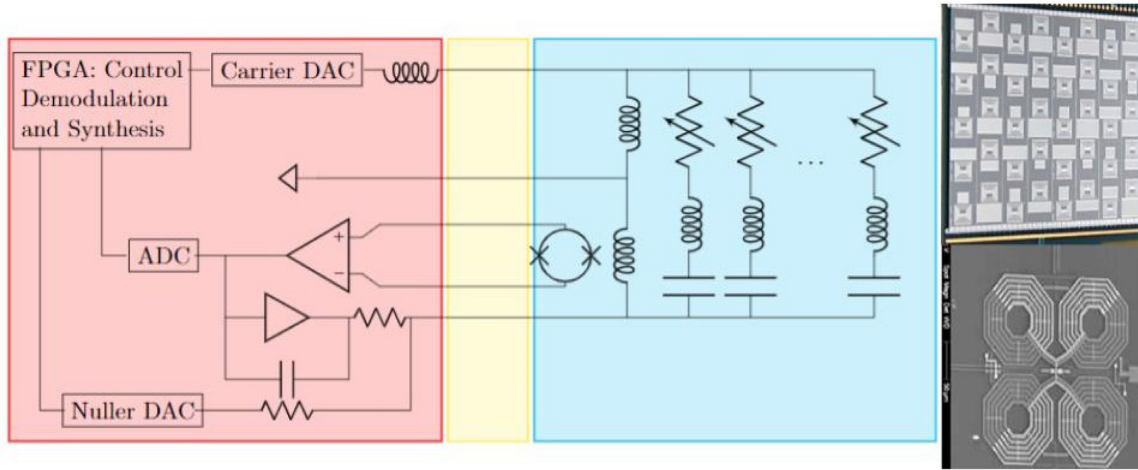 FPGA: Control
Demodulation
and Synthesis
Carrier DAC
+
−
ADC
. . .
Nuller DAC